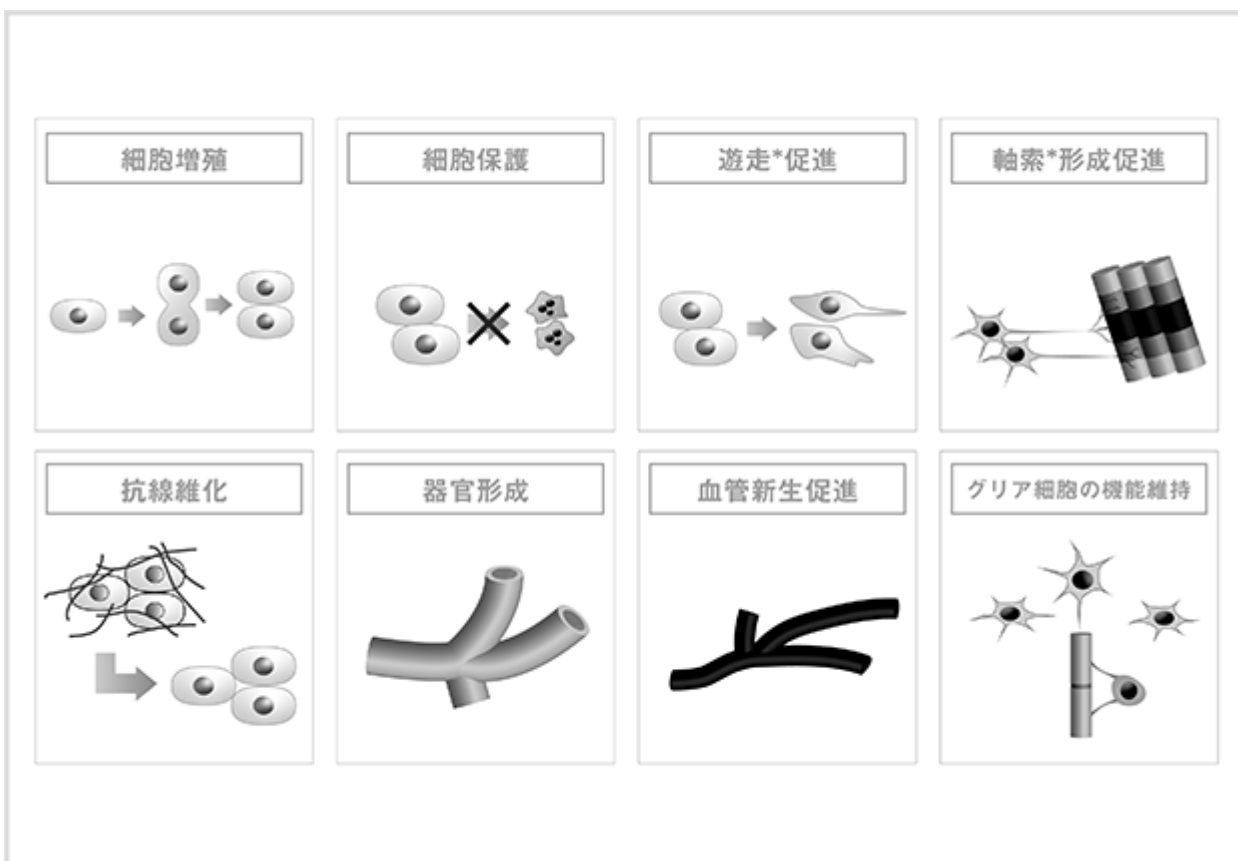 細胞増殖
細胞保護
遊走*促進
軸索*形成促進
抗線維化
器官形成
血管新生促進
グリア細胞の機能維持